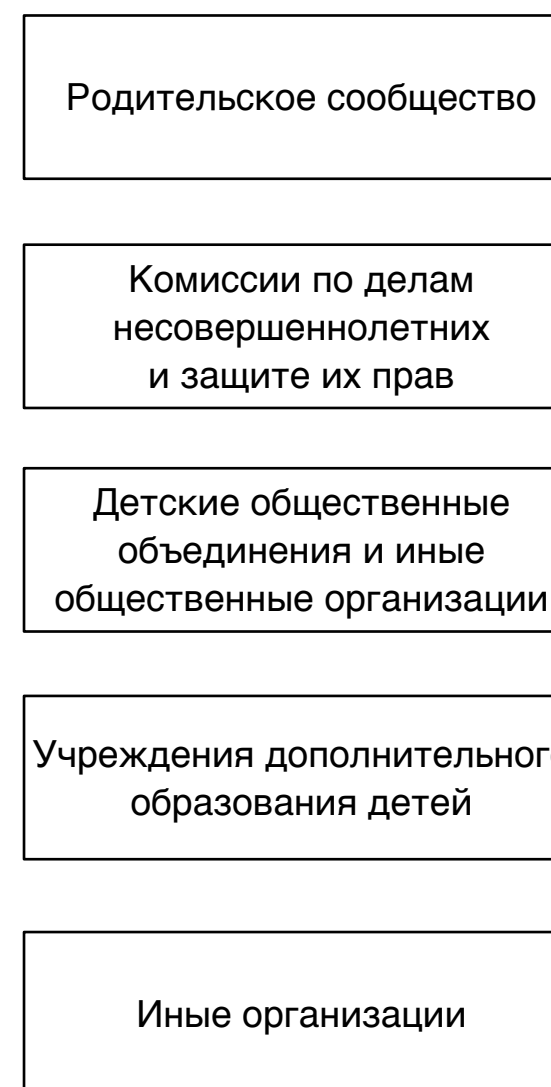 Родительское сообщество
Комиссии по делам
несовершеннолетних
и защите их прав
Детские общественные
объединения и иные
общественные организации
Учреждения дополнительног
образования детей
Иные организации